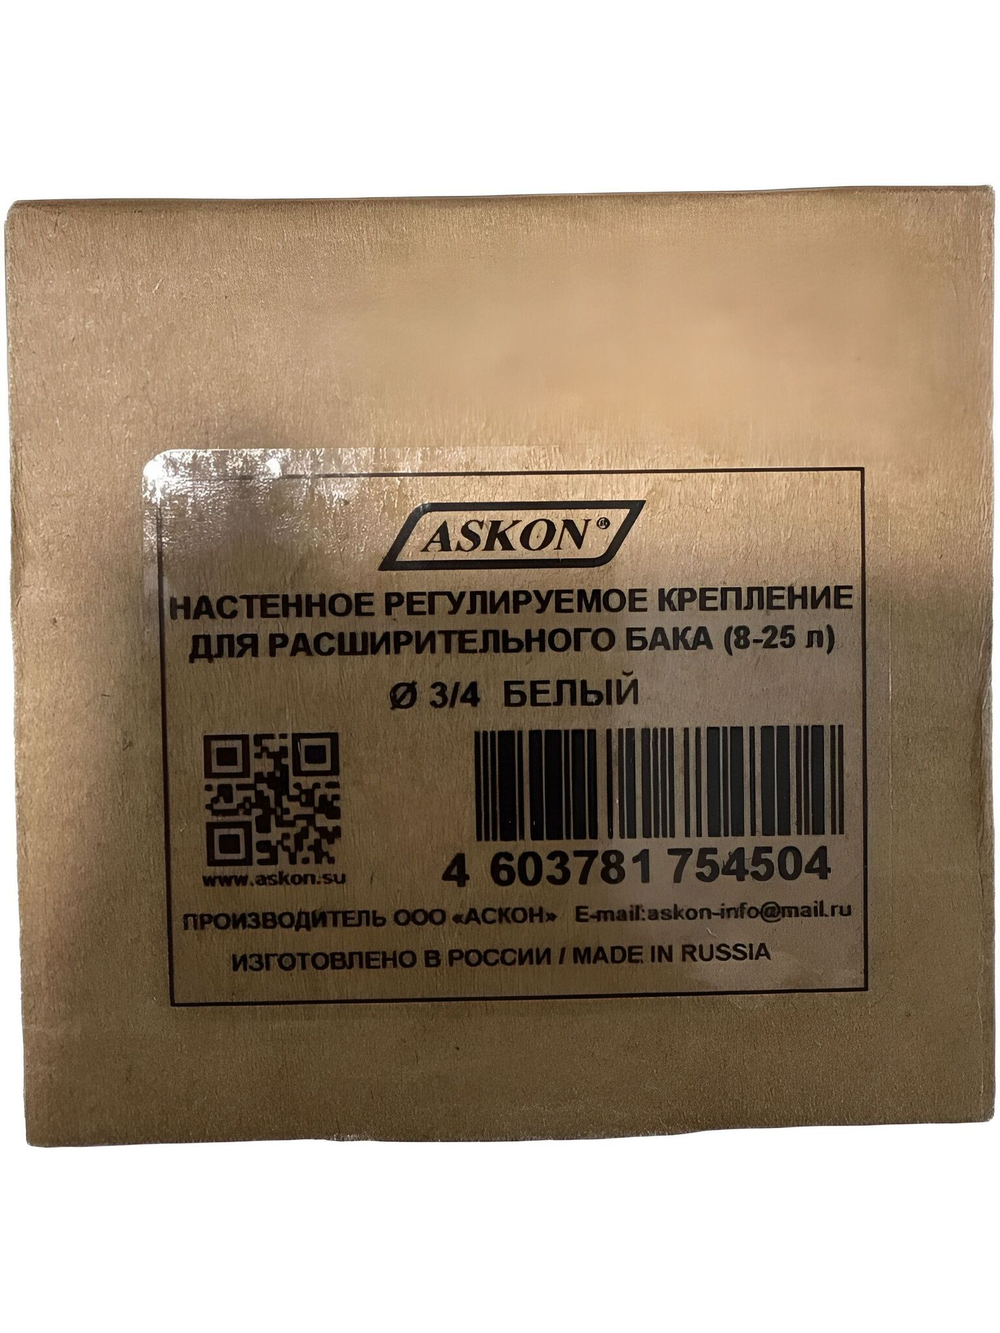 ASKON®
НАСТЕННОЕ РЕГУЛИРУЕМОЕ КРЕПЛЕНИЕ
ДЛЯ РАСШИРИТЕЛЬНОГО БАКА (8-25 л)
Ø 3/4 БЕЛЫЙ
www.askon.su
4 603781 754504
ПРОИЗВОДИТЕЛЬ ООО «АСКОН» E-mail:askon-info@mail.ru
ИЗГОТОВЛЕНО В РОССИИ / MADE IN RUSSIA